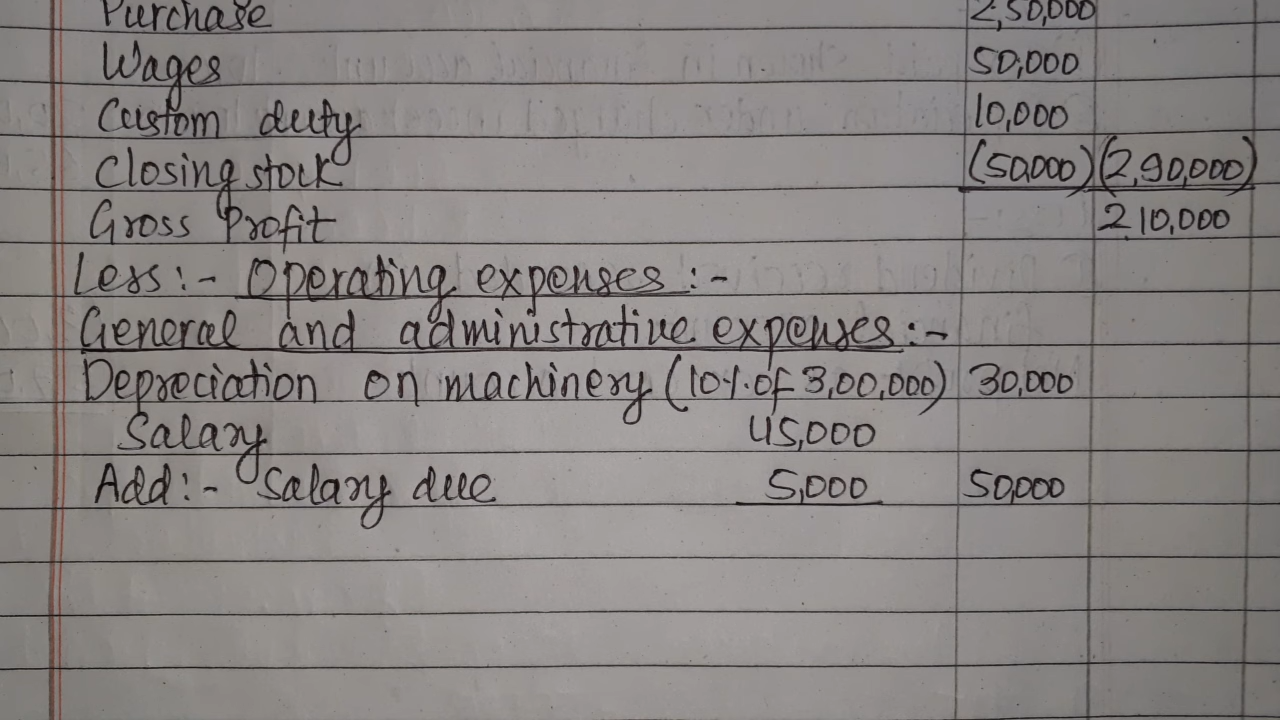 Purchase 2,50,000
Wages 50,000
Custom duty 10,000
Closing stock (50,000) (2,90,000)
Gross Profit 2,10,000
Less:- Operating expenses:-
General and administrative expenses:-
Depreciation on machinery (10%.of 3,00,000) 30,000
Salary 45,000
Add:- Salary due 5,000 50,000